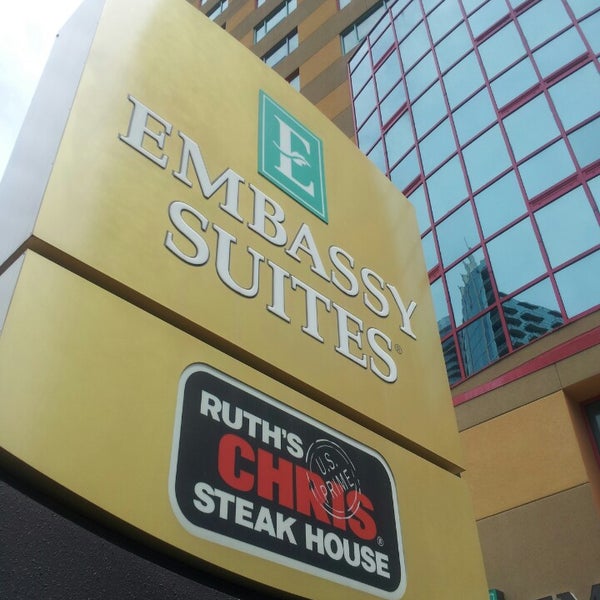 E
EMBASSY
SUITES®
RUTH'S
CHRIS
U.S.
PRIME
STEAK HOUSE®